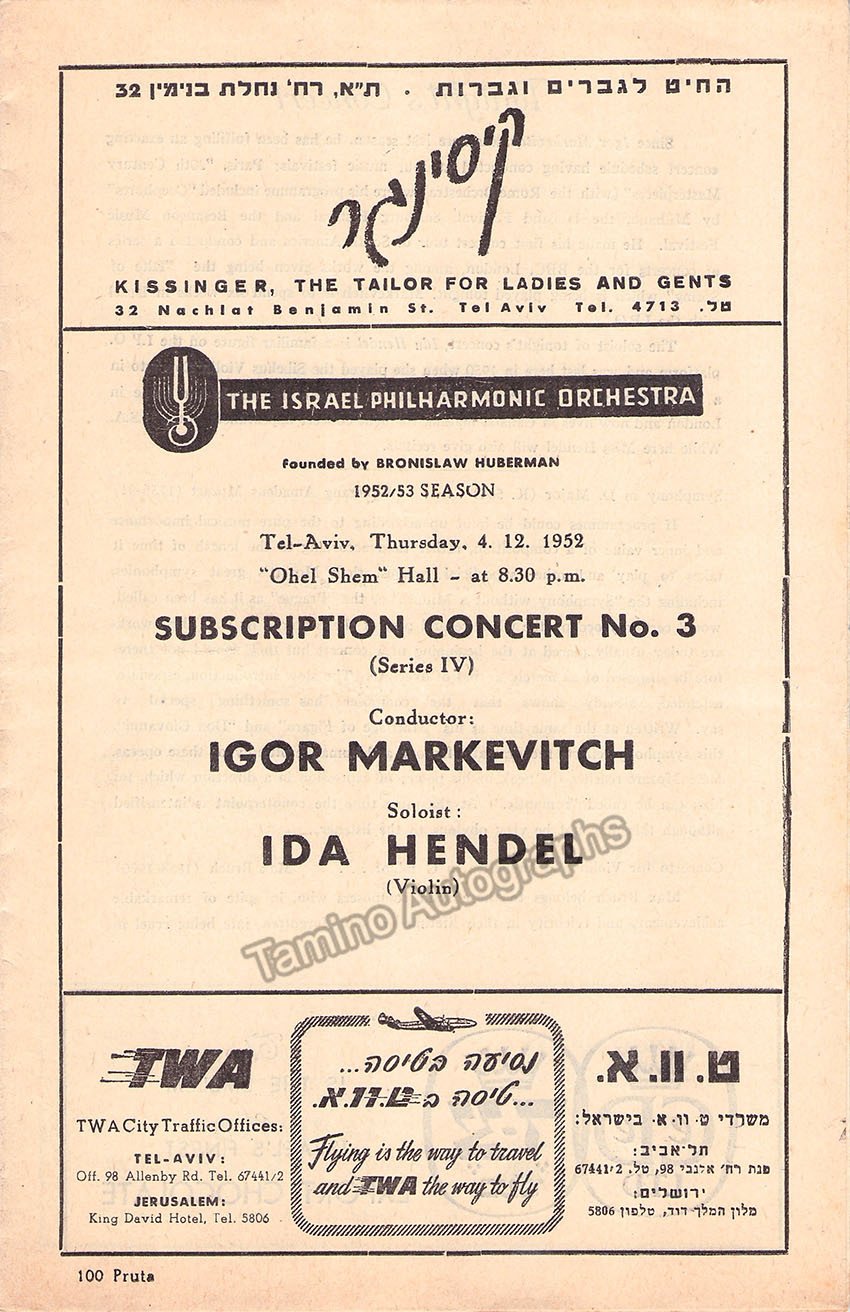 החיט לגברים וגברות . ת"א, רח' נחלת בנימין 32
קיסינגר
KISSINGER, THE TAILOR FOR LADIES AND GENTS
32 Nachlat Benjamin St. Tel Aviv Tel. 4713 .טל
THE ISRAEL PHILHARMONIC ORCHESTRA
founded by BRONISLAW HUBERMAN
1952/53 SEASON
Tel-Aviv, Thursday, 4. 12. 1952
"Ohel Shem" Hall - at 8.30 p.m.
SUBSCRIPTION CONCERT No. 3
(Series IV)
Conductor:
IGOR MARKEVITCH
Soloist:
IDA HENDEL
(Violin)
Tamino Autographs
TWA
TWA City Traffic Offices:
TEL-AVIV:
Off. 98 Allenby Rd. Tel. 67441/2
JERUSALEM:
King David Hotel, Tel. 5806
נסיעה בטיסה...
...טיסה ב ט.וו.א.
Flying is the way to travel
and TWA the way to fly
ט. וו. א.
משרדי ט. וו. א. בישראל:
תל־אביב:
פנת רח' אלנבי 98, טל. 67441/2
ירושלים:
מלון המלך דוד, טלפון 5806
100 Pruta